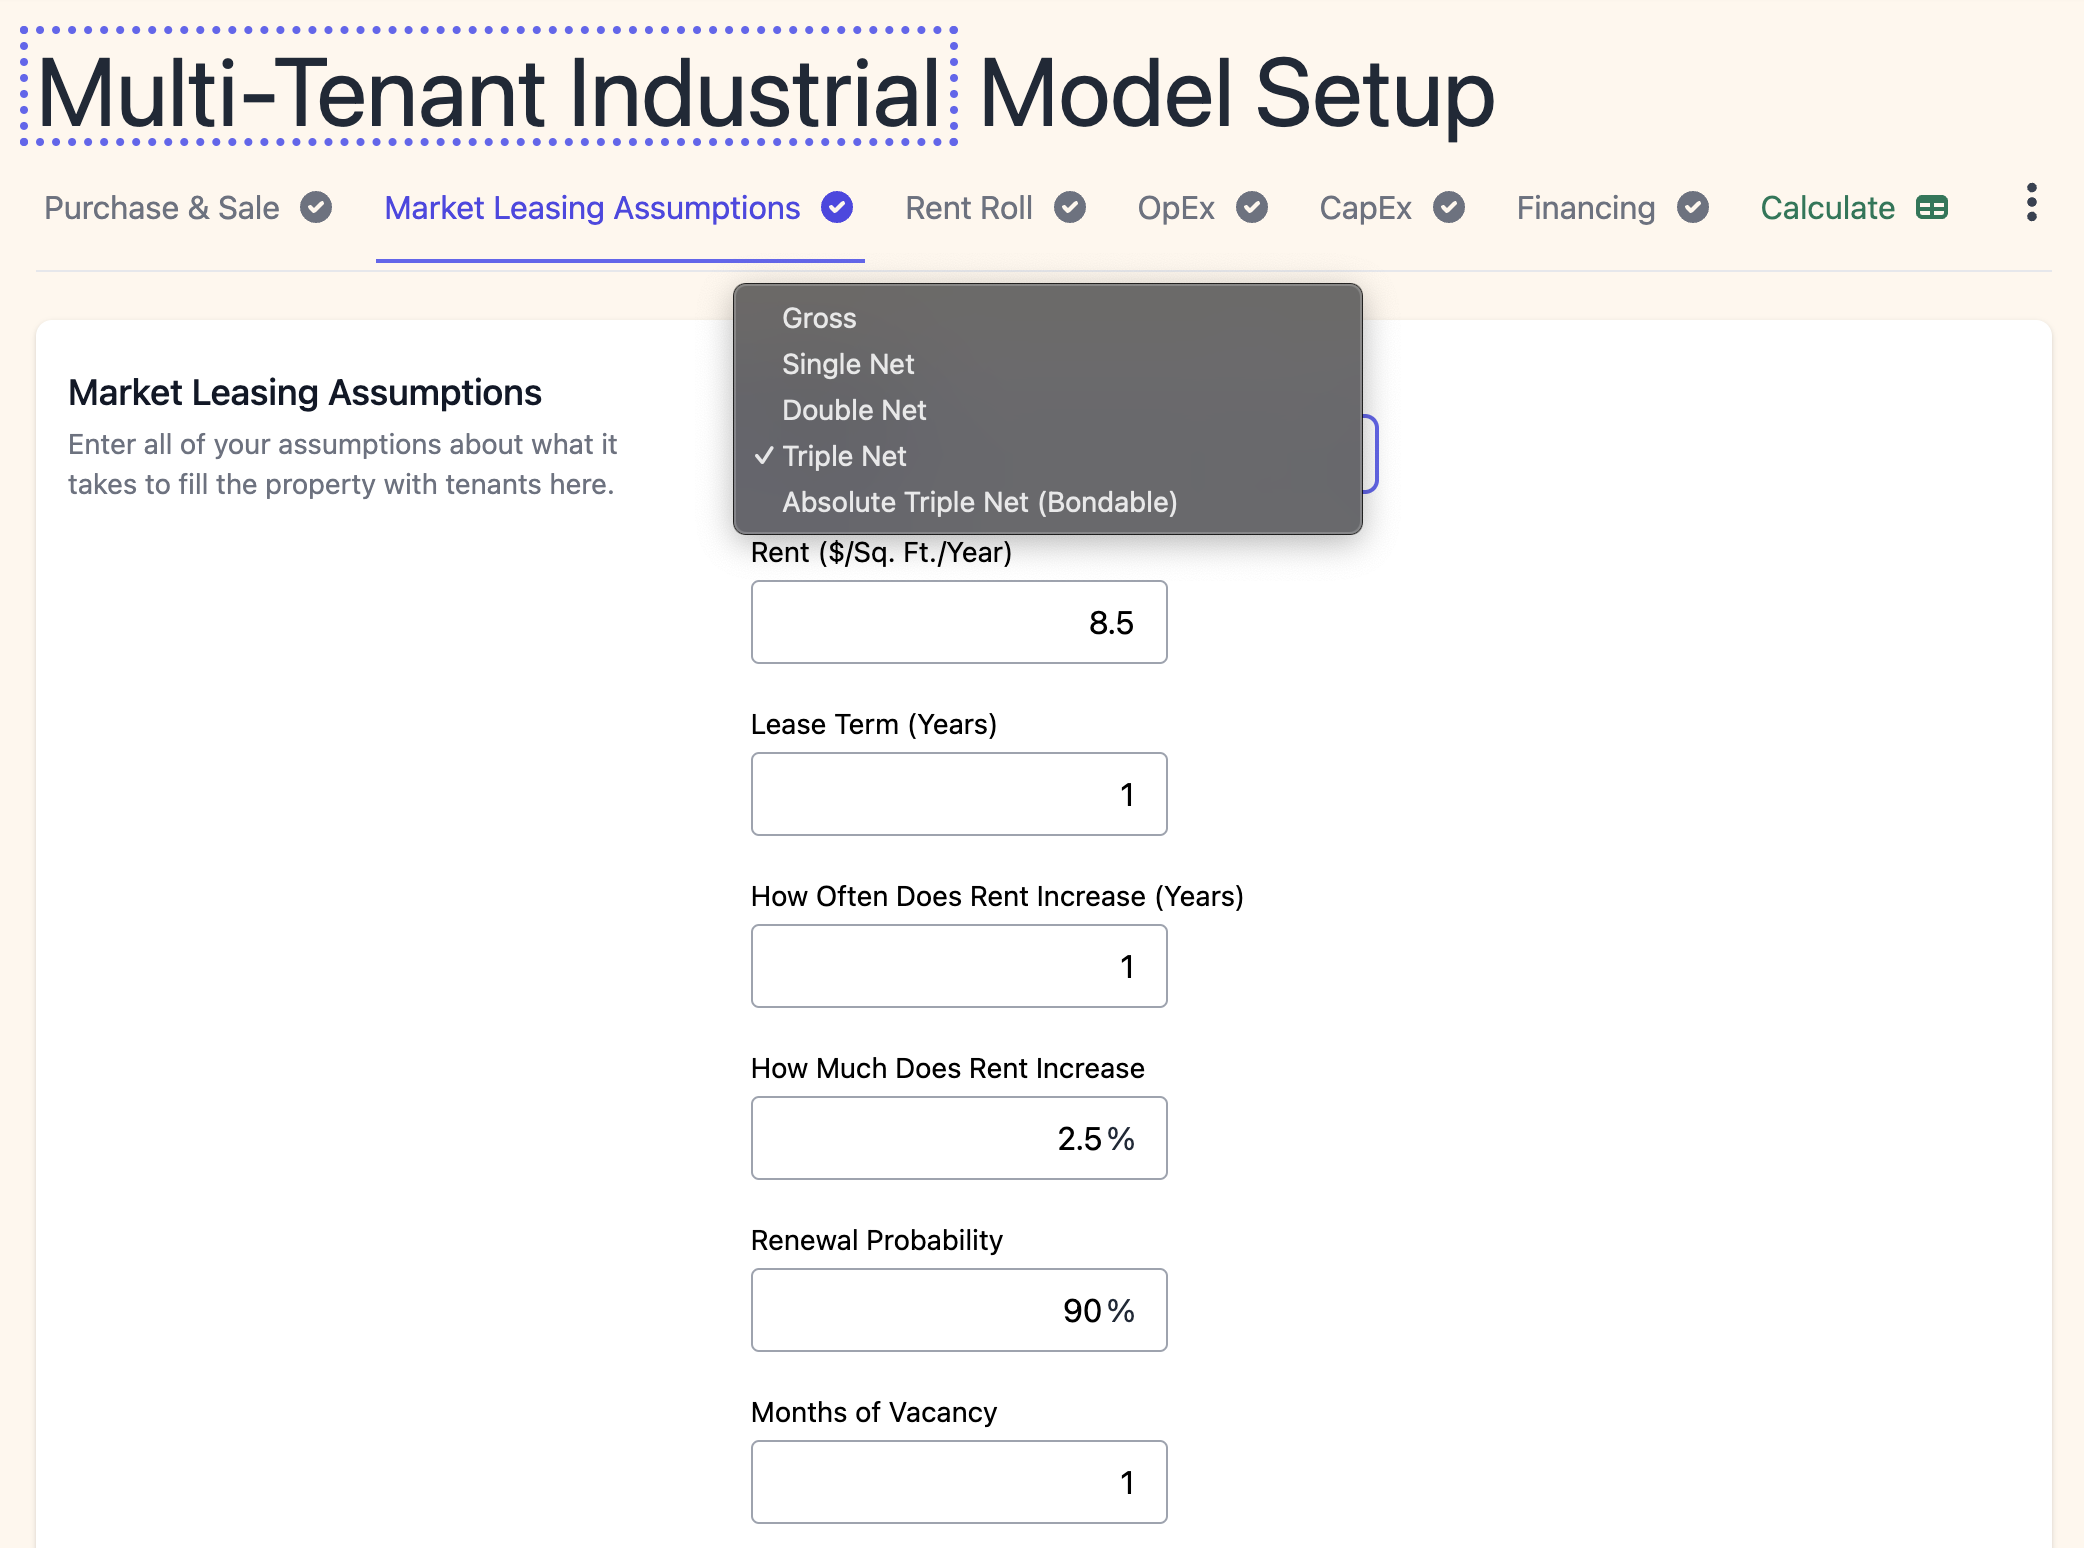 Multi-Tenant Industrial Model Setup
Purchase & Sale Market Leasing Assumptions Rent Roll OpEx CapEx Financing Calculate
Gross
Single Net
Double Net
Triple Net
Absolute Triple Net (Bondable)
Market Leasing Assumptions
Enter all of your assumptions about what it
takes to fill the property with tenants here.
Rent ($/Sq. Ft./Year)
8.5
Lease Term (Years)
1
How Often Does Rent Increase (Years)
1
How Much Does Rent Increase
2.5%
Renewal Probability
90%
Months of Vacancy
1